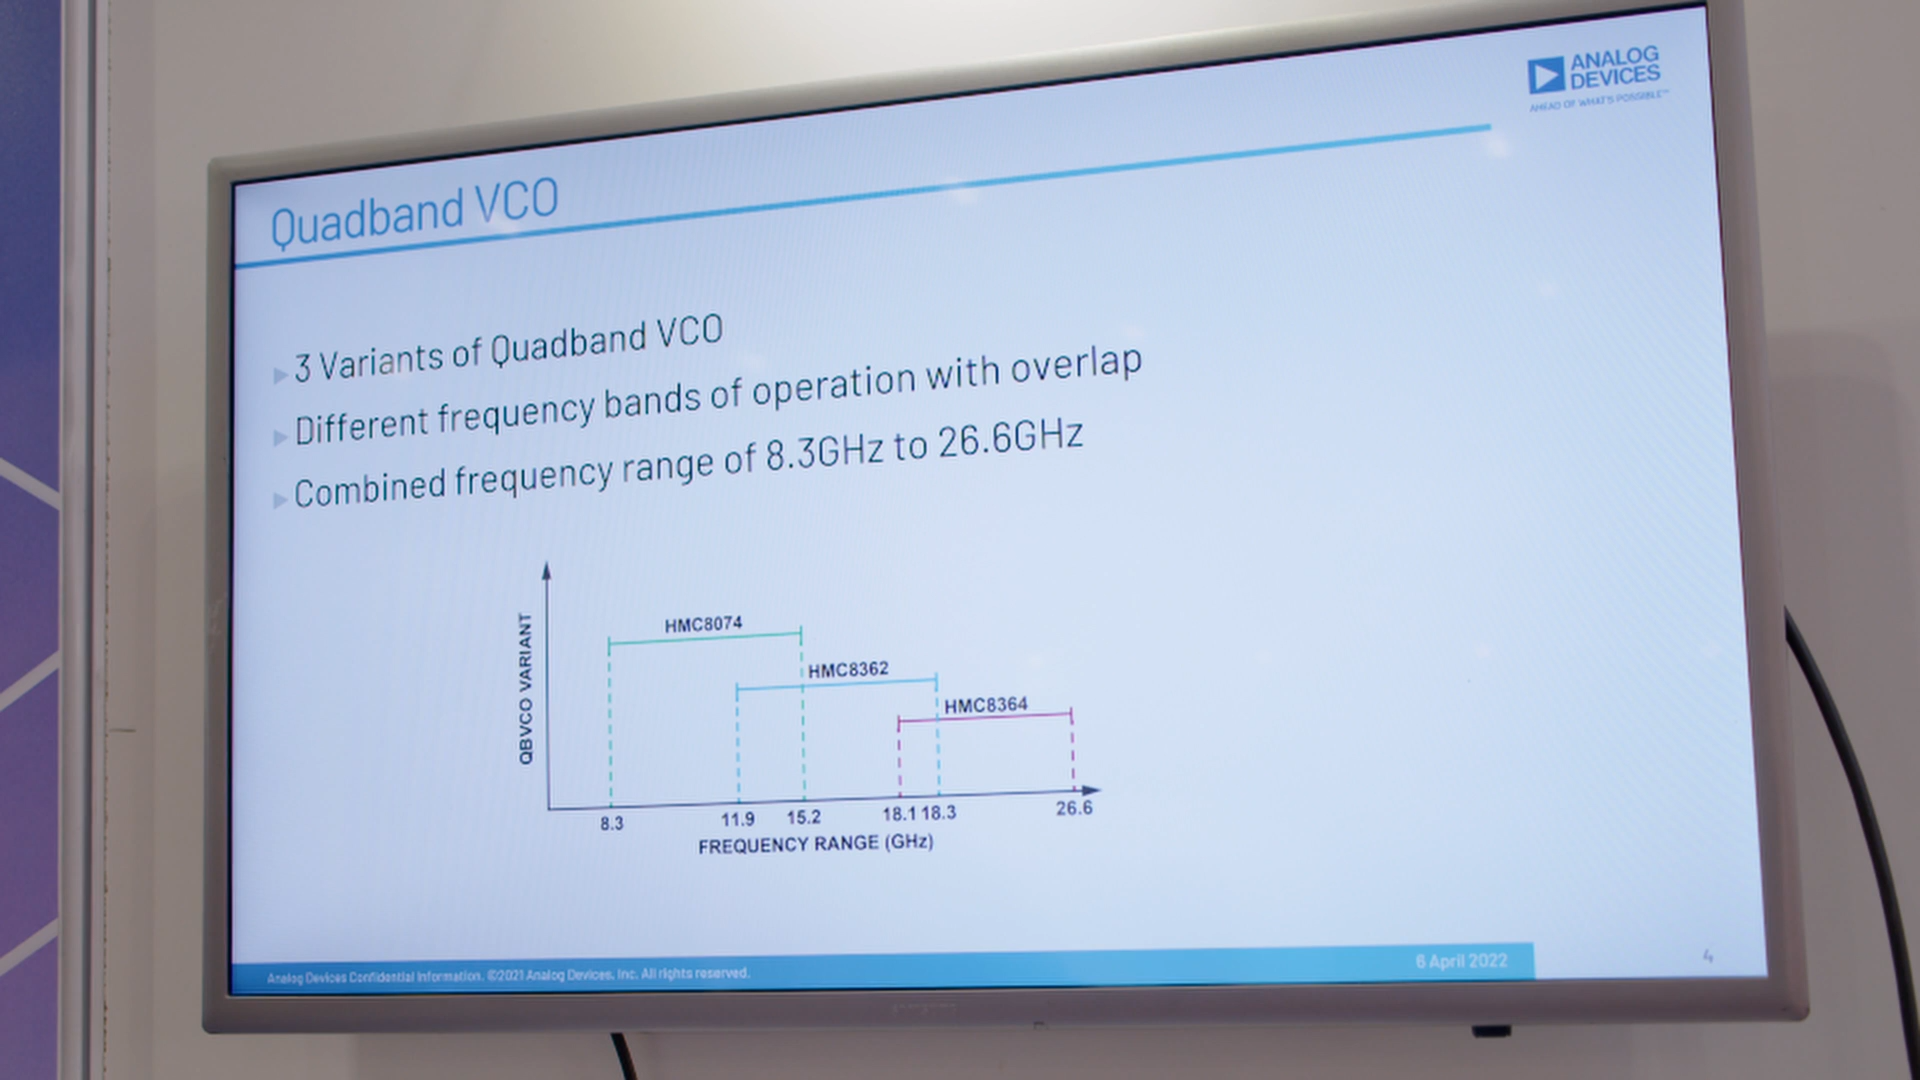 ANALOG
DEVICES
AHEAD OF WHAT'S POSSIBLE™
Quadband VCO
3 Variants of Quadband VCO
Different frequency bands of operation with overlap
Combined frequency range of 8.3GHz to 26.6GHz
QBVCO VARIANT
HMC8074
HMC8362
HMC8364
8.3 11.9 15.2 18.1 18.3 26.6
FREQUENCY RANGE (GHz)
Analog Devices Confidential Information. ©2021 Analog Devices, Inc. All rights reserved.
6 April 2022
4